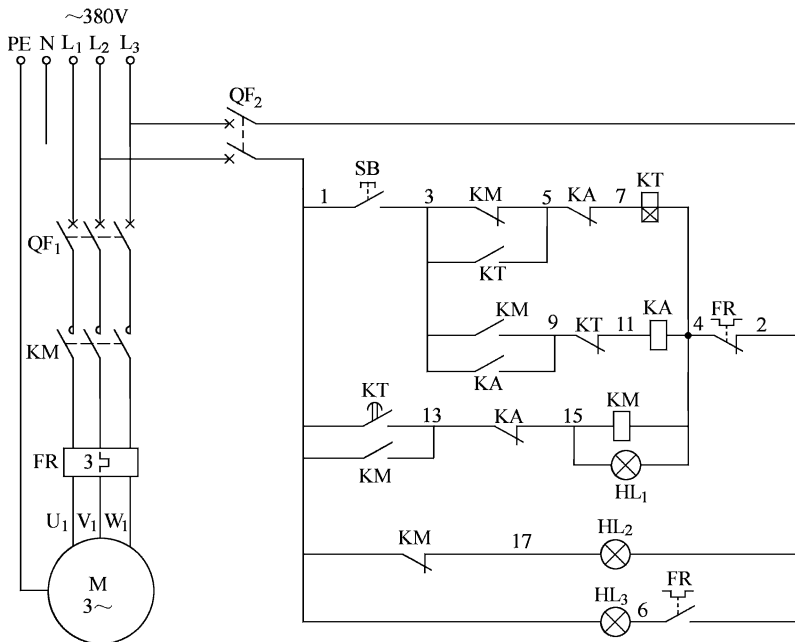 ~380V
PE N L₁ L₂ L₃
QF₂
SB
1 3 KM 5 KA 7 KT
QF₁
KT
KM 9 KT 11 KA 4 FR 2
KM
KA
KT 13 KA 15 KM
FR 3
KM
HL₁
U₁ V₁ W₁
KM 17 HL₂
M
3~
HL₃ 6 FR